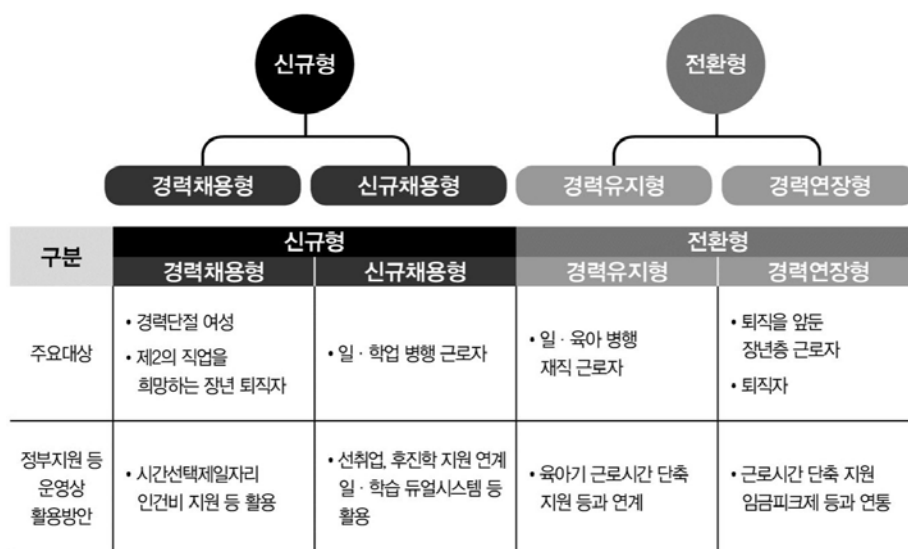 신규형
전환형
경력채용형
신규채용형
경력유지형
경력연장형
구분
신규형
전환형
경력채용형
신규채용형
경력유지형
경력연장형
주요대상
• 경력단절 여성
• 제2의 직업을
희망하는 장년 퇴직자
• 일 · 학업 병행 근로자
• 일 · 육아 병행
재직 근로자
• 퇴직을 앞둔
장년층 근로자
• 퇴직자
정부지원 등
운영상
활용방안
• 시간선택제일자리
인건비 지원 등 활용
• 선취업, 후진학 지원 연계
일 · 학습 듀얼시스템 등
활용
• 육아기 근로시간 단축
지원 등과 연계
• 근로시간 단축 지원
임금피크제 등과 연통